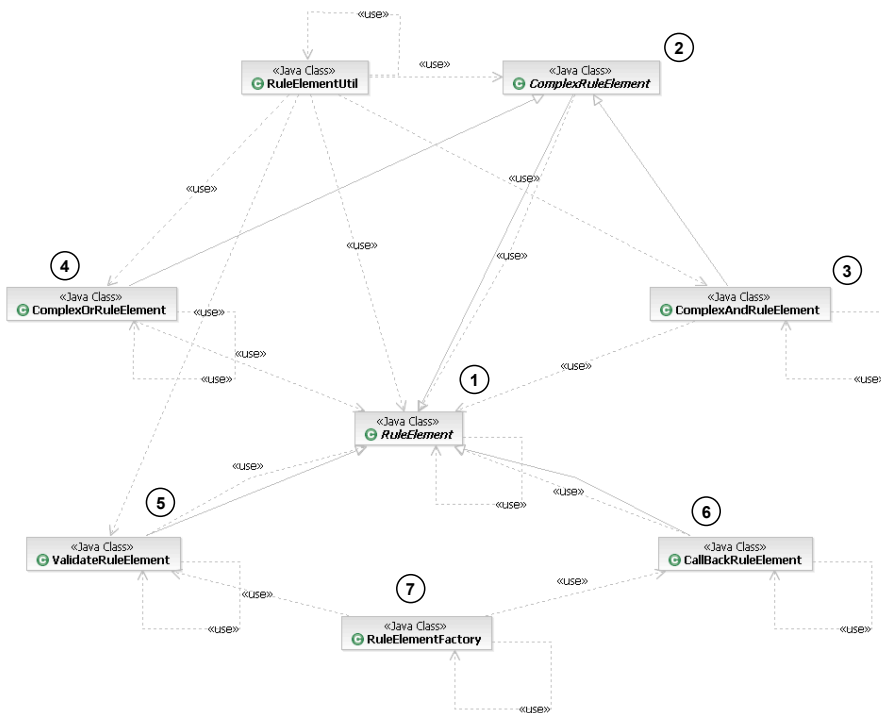 «use»
2
«Java Class»
C RuleElementUtil
«use»
«Java Class»
C ComplexRuleElement
«use»
«use»
«use»
«use»
4
3
«Java Class»
C ComplexOrRuleElement
«Java Class»
C ComplexAndRuleElement
«use»
«use»
«use»
«use»
«use»
1
«Java Class»
C RuleElement
«use»
«use»
«use»
5
6
«Java Class»
C ValidateRuleElement
«Java Class»
C CallBackRuleElement
«use»
7
«use»
«Java Class»
C RuleElementFactory
«use»
«use»
«use»